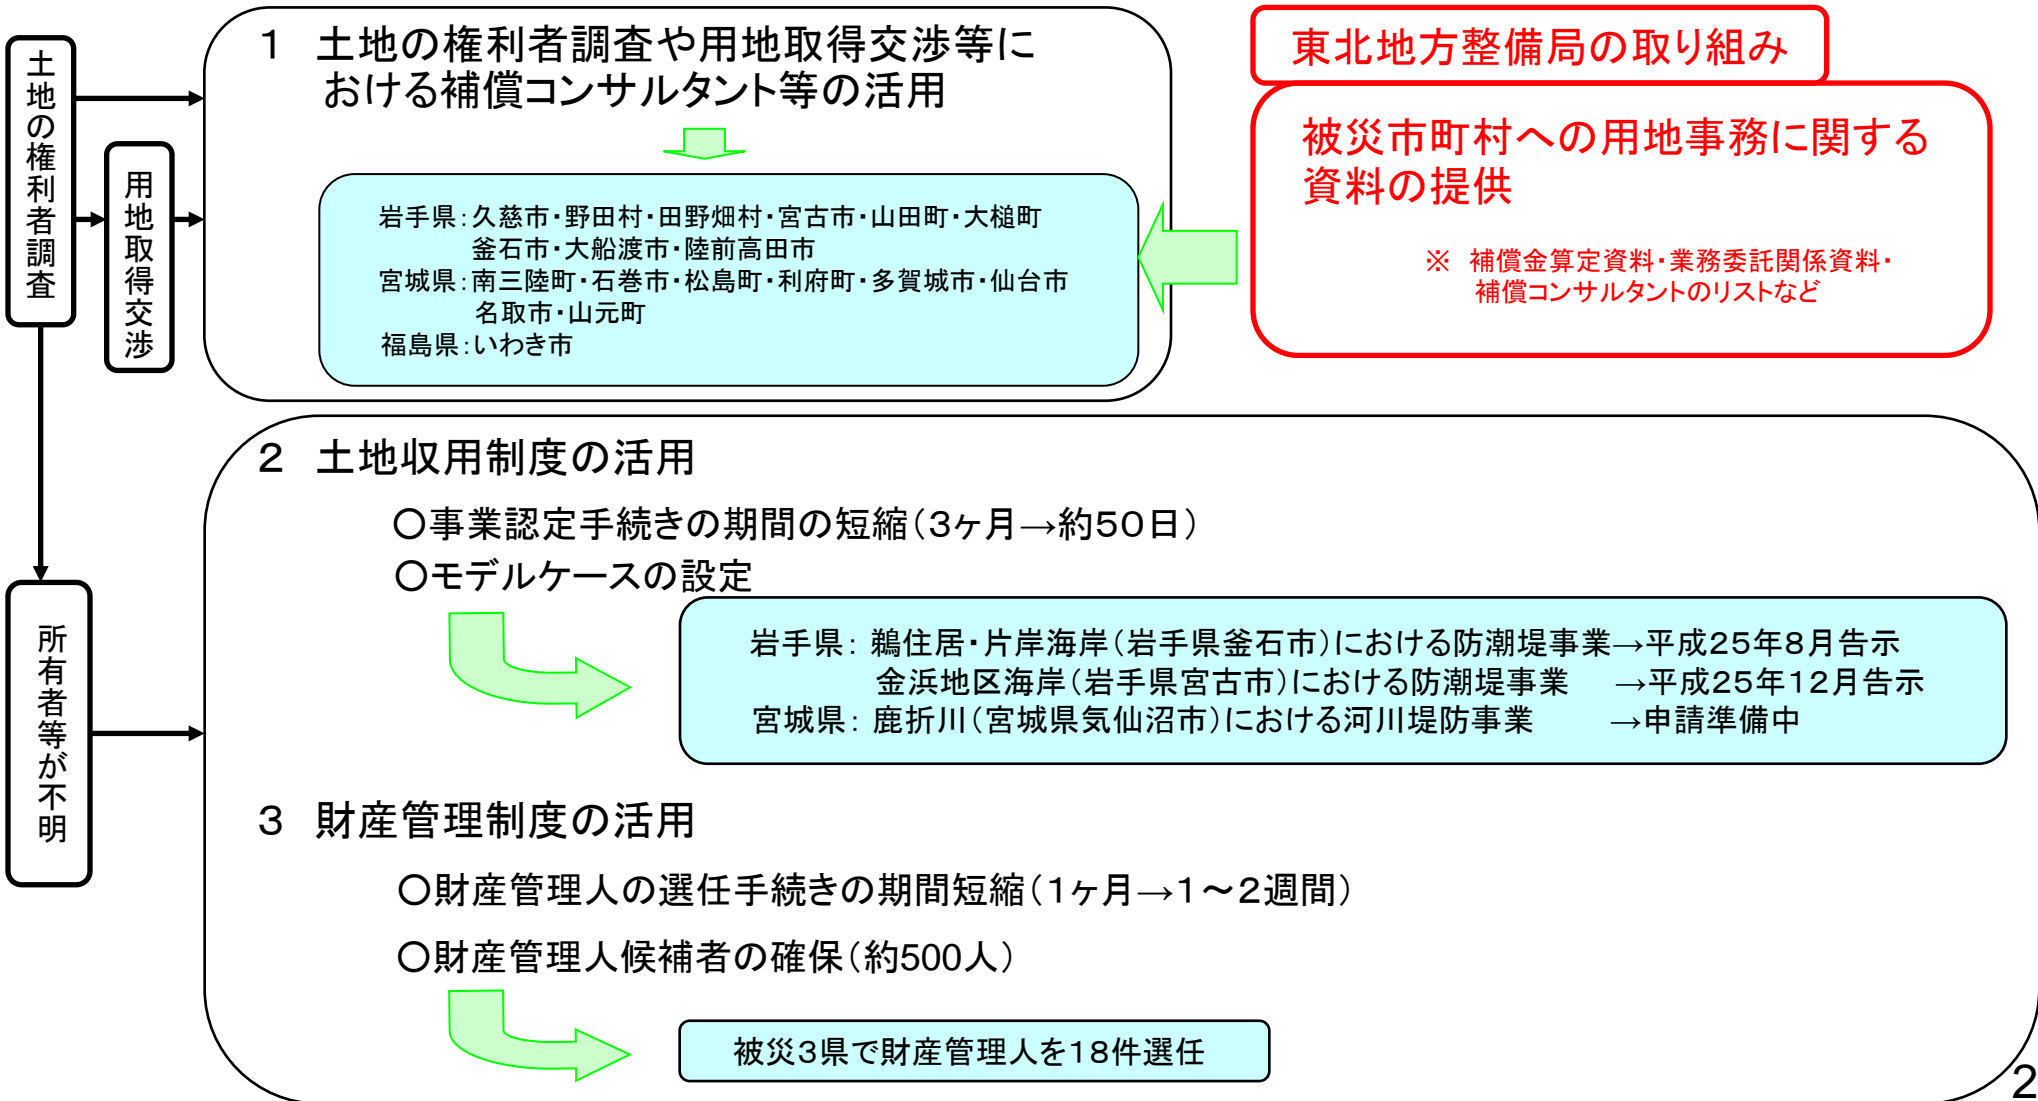 土地の権利者調査
用地取得交渉
所有者等が不明
1 土地の権利者調査や用地取得交渉等に
おける補償コンサルタント等の活用
岩手県：久慈市・野田村・田野畑村・宮古市・山田町・大槌町
釜石市・大船渡市・陸前高田市
宮城県：南三陸町・石巻市・松島町・利府町・多賀城市・仙台市
名取市・山元町
福島県：いわき市
東北地方整備局の取り組み
被災市町村への用地事務に関する
資料の提供
※ 補償金算定資料・業務委託関係資料・
補償コンサルタントのリストなど
２ 土地収用制度の活用
○事業認定手続きの期間の短縮（３ヶ月→約５０日）
○モデルケースの設定
岩手県： 鵜住居・片岸海岸（岩手県釜石市）における防潮堤事業→平成２５年８月告示
金浜地区海岸（岩手県宮古市）における防潮堤事業 →平成２５年１２月告示
宮城県： 鹿折川（宮城県気仙沼市）における河川堤防事業 →申請準備中
３ 財産管理制度の活用
○財産管理人の選任手続きの期間短縮（１ヶ月→１～２週間）
○財産管理人候補者の確保（約500人）
被災３県で財産管理人を１８件選任
2